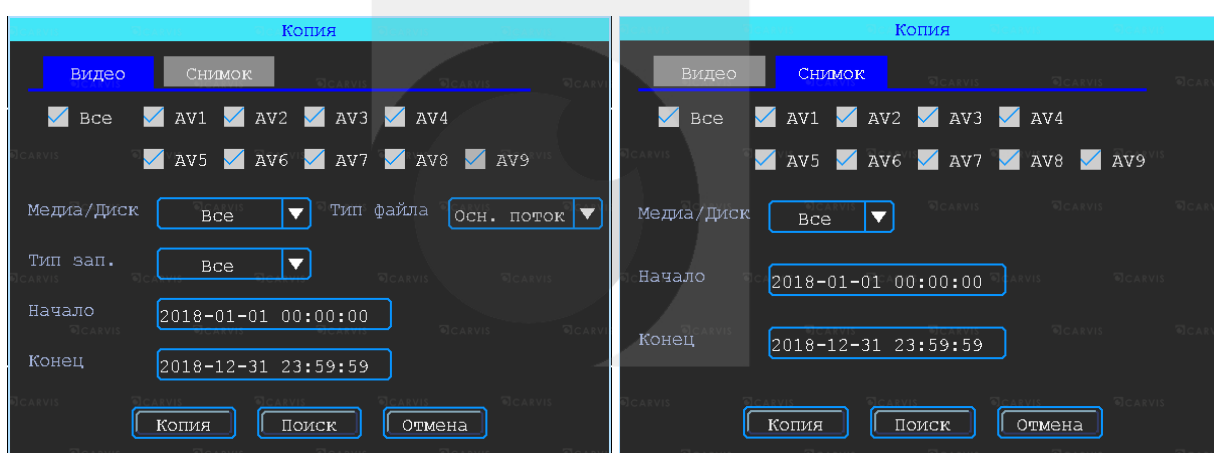 Копия
Видео Снимок
Все AV1 AV2 AV3 AV4
AV5 AV6 AV7 AV8 AV9
Медиа/Диск Все Тип файла Осн. поток
Тип зап. Все
Начало 2018-01-01 00:00:00
Конец 2018-12-31 23:59:59
Копия Поиск Отмена
Копия
Видео Снимок
Все AV1 AV2 AV3 AV4
AV5 AV6 AV7 AV8 AV9
Медиа/Диск Все
Начало 2018-01-01 00:00:00
Конец 2018-12-31 23:59:59
Копия Поиск Отмена
CARVIS